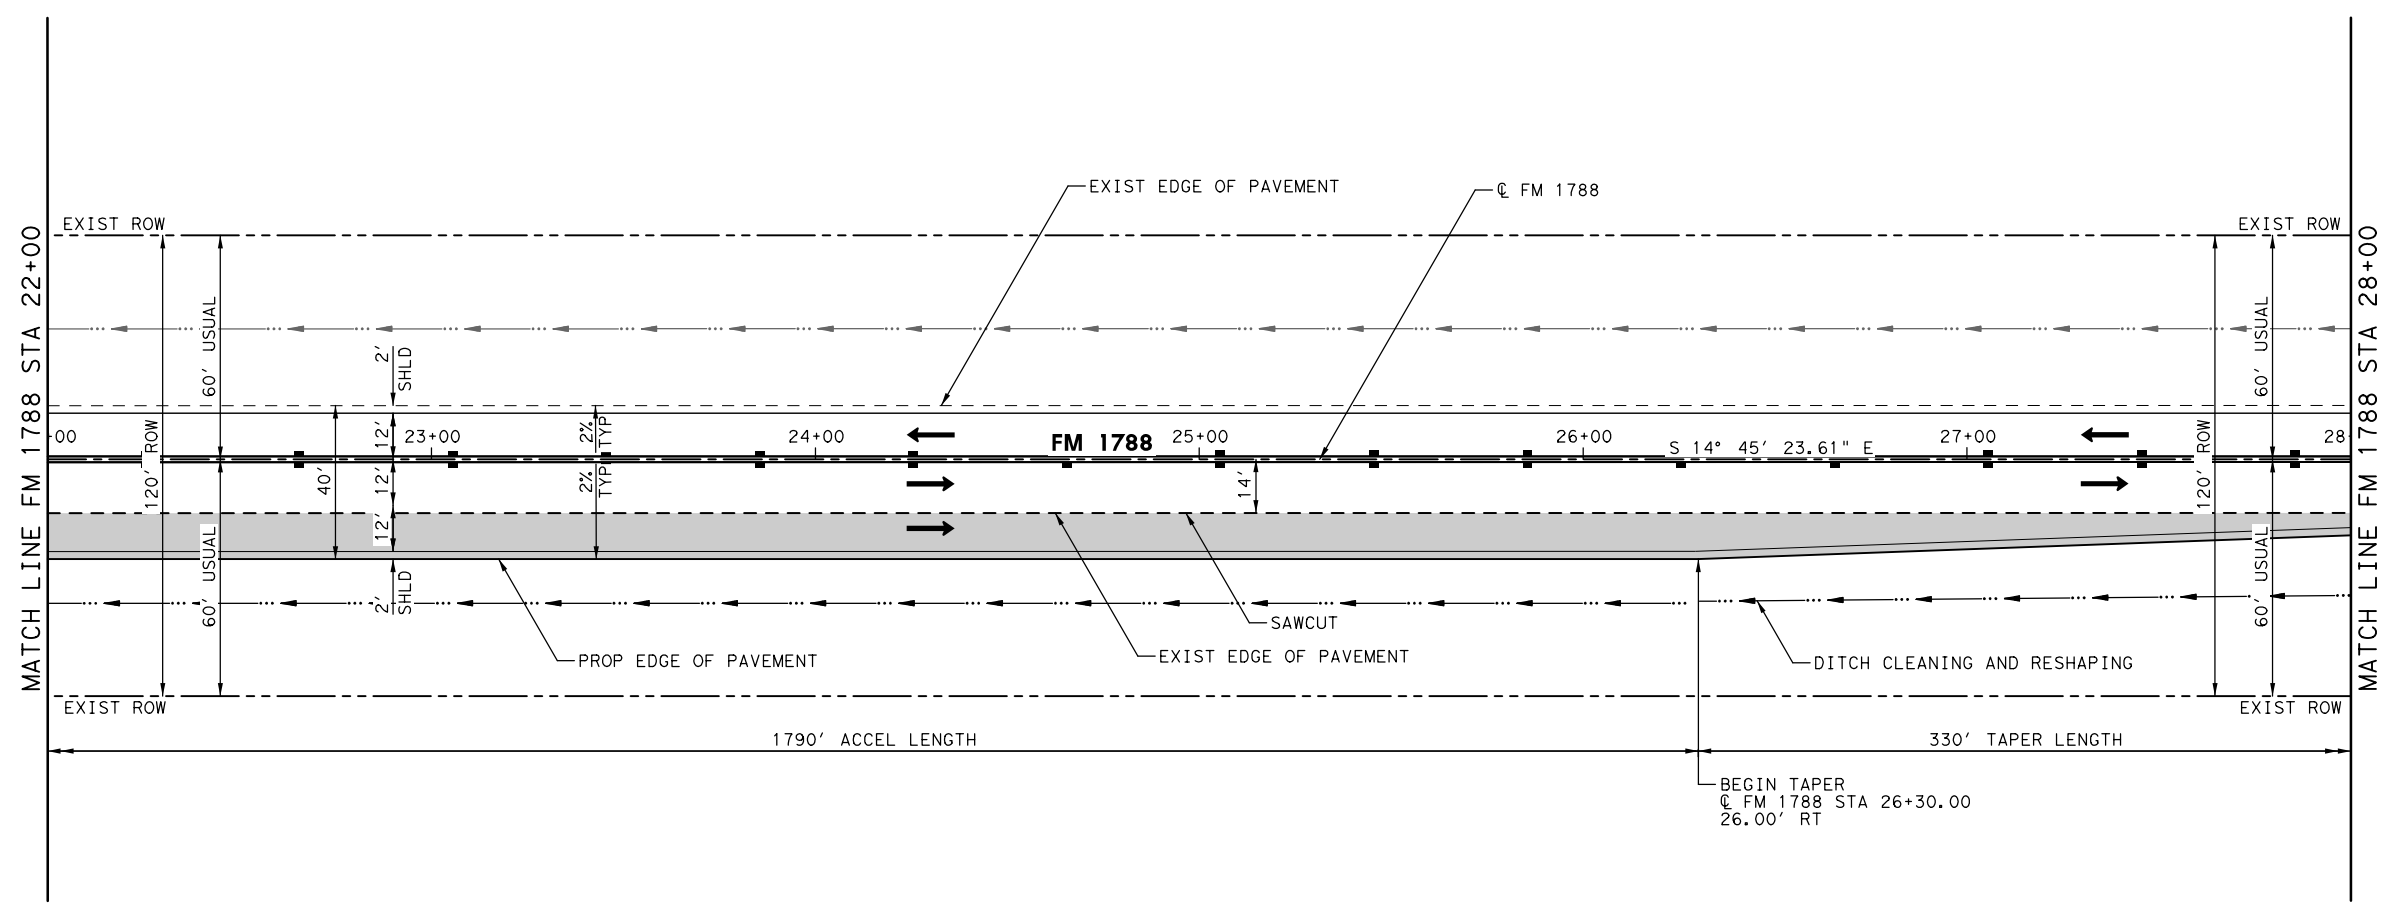 MATCH LINE FM 1788 STA 22+00
EXIST EDGE OF PAVEMENT
℄ FM 1788
EXIST ROW
EXIST ROW
60' USUAL
120' ROW
2'
SHLD
60' USUAL
120' ROW
+00
23+00
24+00
25+00
26+00
27+00
28
12'
2% TYP
FM 1788
S 14° 45' 23.61" E
40'
12'
2% TYP
14'
12'
60' USUAL
2'
SHLD
60' USUAL
SAWCUT
PROP EDGE OF PAVEMENT
EXIST EDGE OF PAVEMENT
DITCH CLEANING AND RESHAPING
EXIST ROW
EXIST ROW
1790' ACCEL LENGTH
330' TAPER LENGTH
BEGIN TAPER
℄ FM 1788 STA 26+30.00
26.00' RT
MATCH LINE FM 1788 STA 28+00